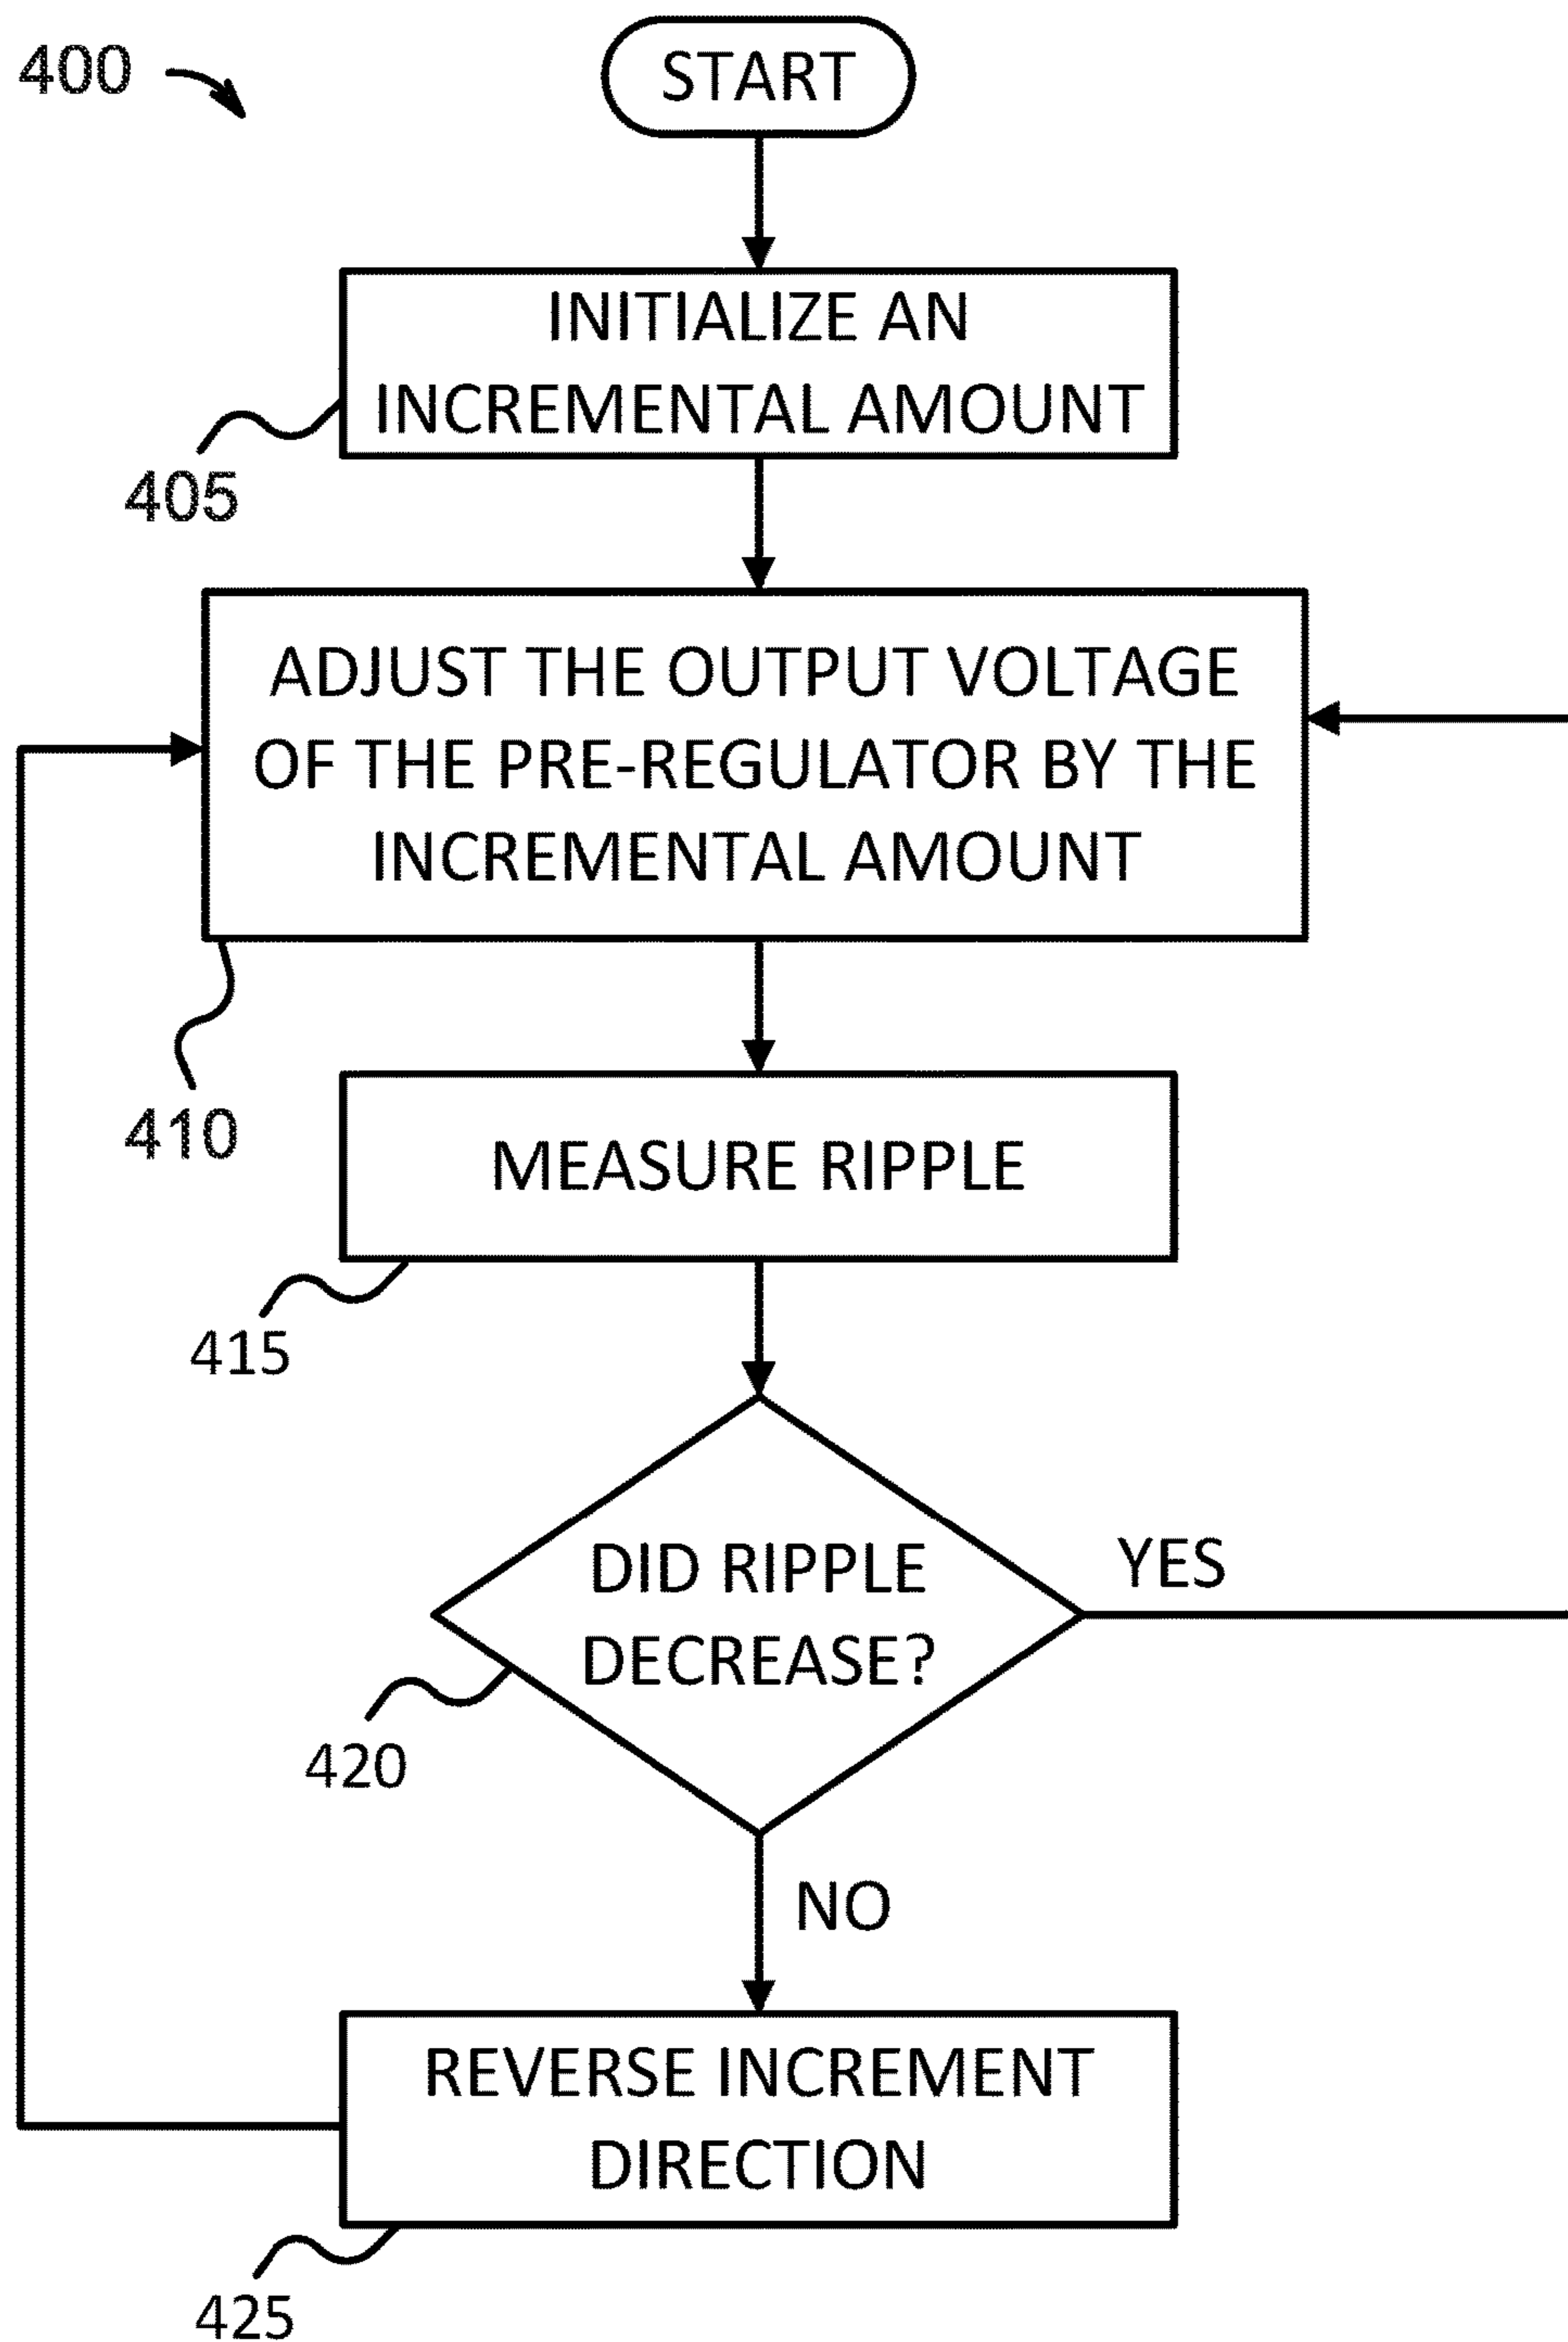 400
START
INITIALIZE AN
INCREMENTAL AMOUNT
405
ADJUST THE OUTPUT VOLTAGE
OF THE PRE-REGULATOR BY THE
INCREMENTAL AMOUNT
410
MEASURE RIPPLE
415
DID RIPPLE
DECREASE?
YES
420
NO
REVERSE INCREMENT
DIRECTION
425